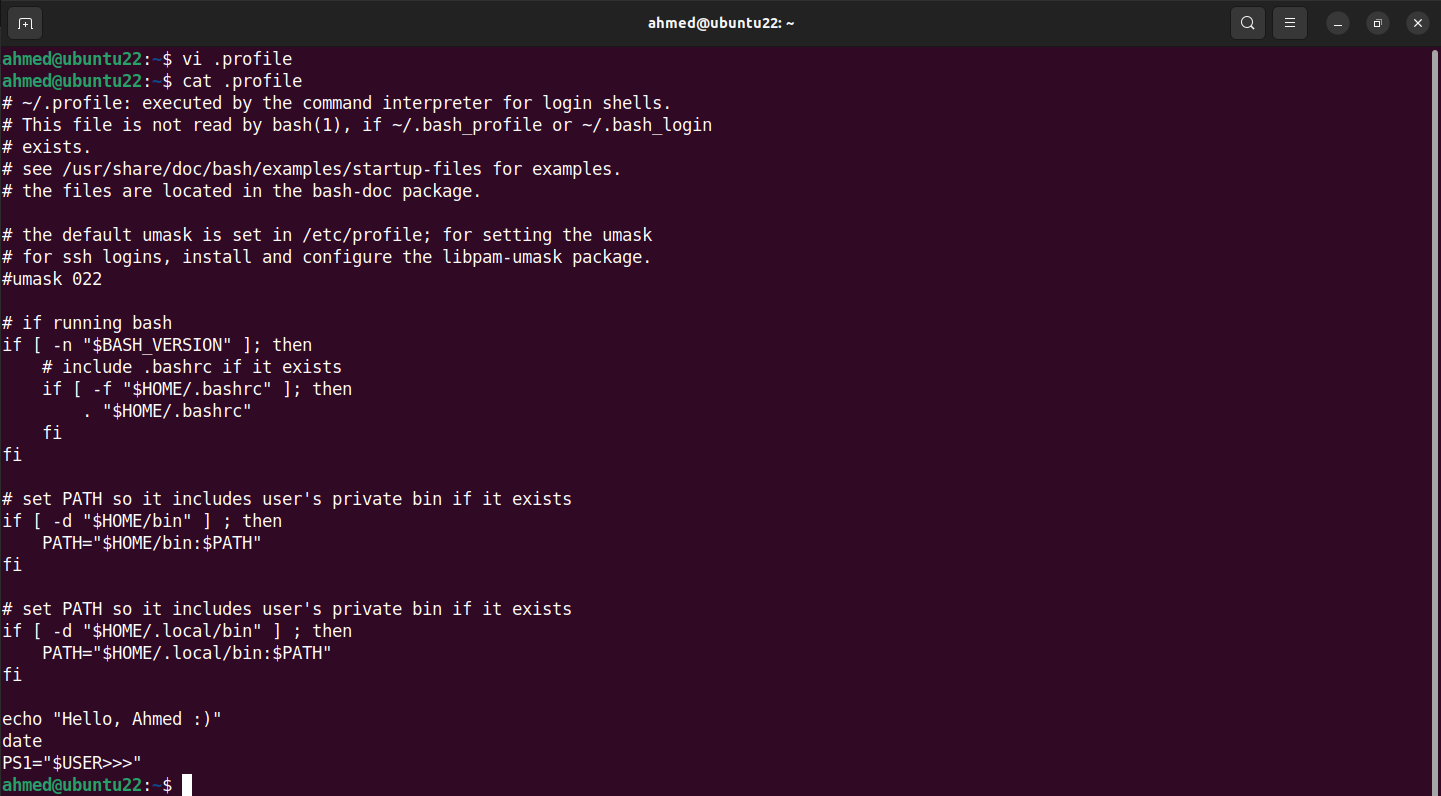 ahmed@ubuntu22: ~
ahmed@ubuntu22:~$ vi .profile
ahmed@ubuntu22:~$ cat .profile
# ~/.profile: executed by the command interpreter for login shells.
# This file is not read by bash(1), if ~/.bash_profile or ~/.bash_login
# exists.
# see /usr/share/doc/bash/examples/startup-files for examples.
# the files are located in the bash-doc package.

# the default umask is set in /etc/profile; for setting the umask
# for ssh logins, install and configure the libpam-umask package.
#umask 022

# if running bash
if [ -n "$BASH_VERSION" ]; then
    # include .bashrc if it exists
    if [ -f "$HOME/.bashrc" ]; then
        . "$HOME/.bashrc"
    fi
fi

# set PATH so it includes user's private bin if it exists
if [ -d "$HOME/bin" ] ; then
    PATH="$HOME/bin:$PATH"
fi

# set PATH so it includes user's private bin if it exists
if [ -d "$HOME/.local/bin" ] ; then
    PATH="$HOME/.local/bin:$PATH"
fi

echo "Hello, Ahmed :)"
date
PS1="$USER>>>"
ahmed@ubuntu22:~$